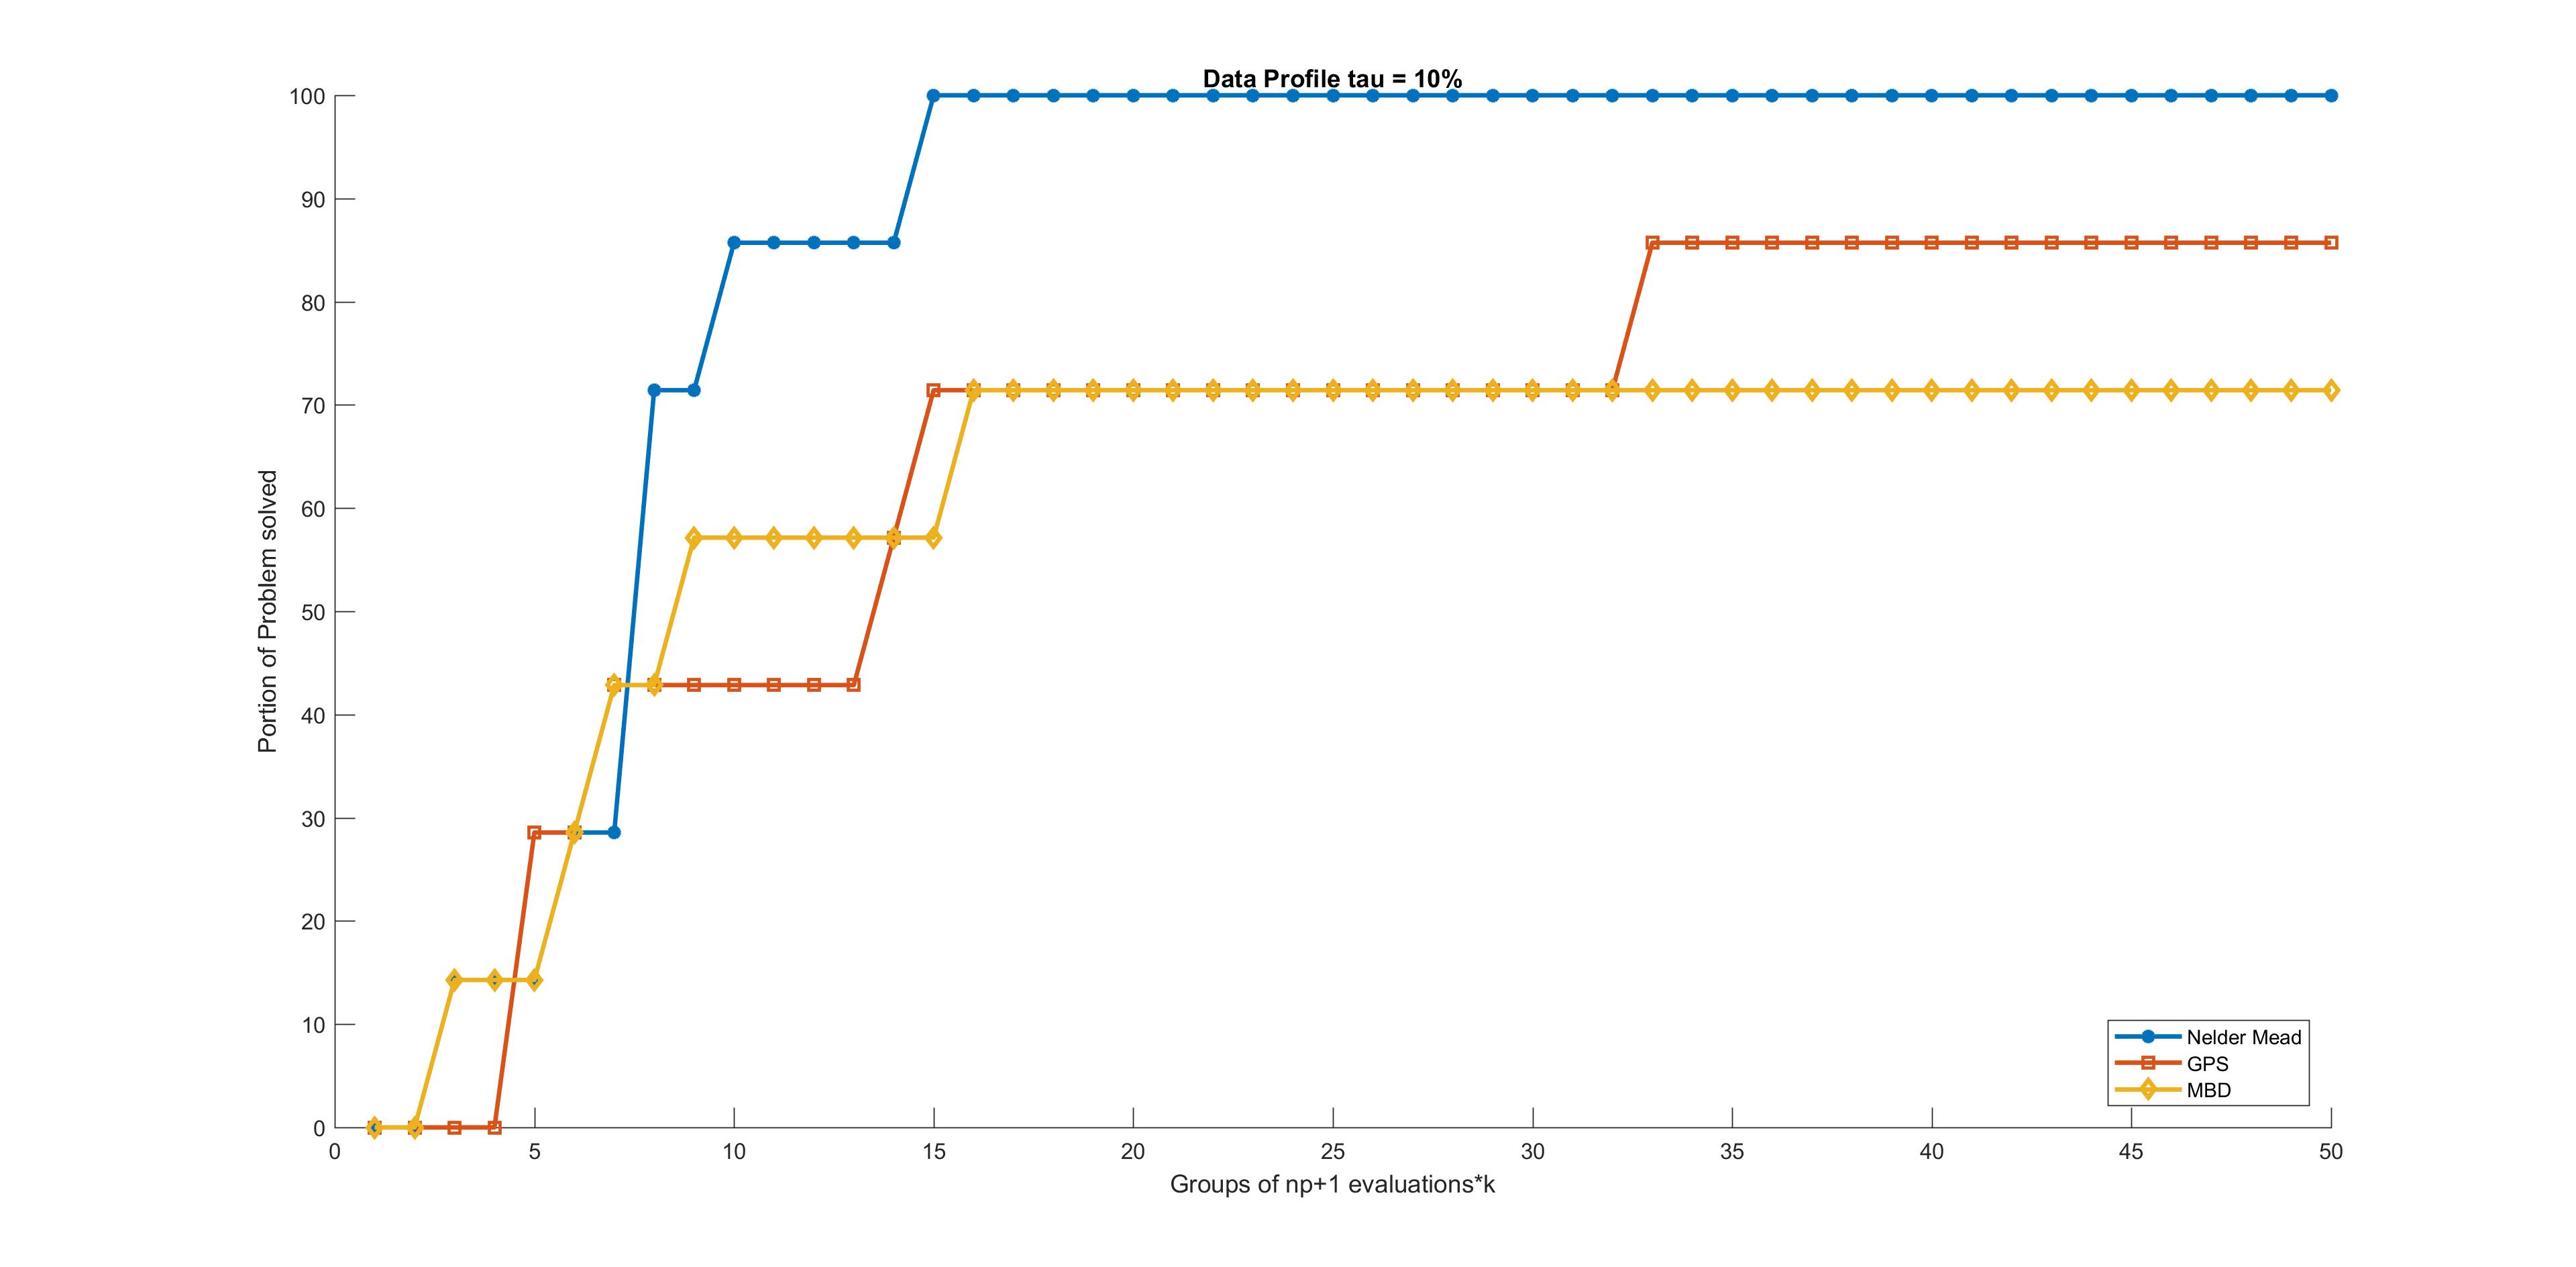 Data Profile tau = 10%
100
90
80
70
60
50
40
30
20
10
0
Portion of Problem solved
0 5 10 15 20 25 30 35 40 45 50
Groups of np+1 evaluations*k
Nelder Mead
GPS
MBD